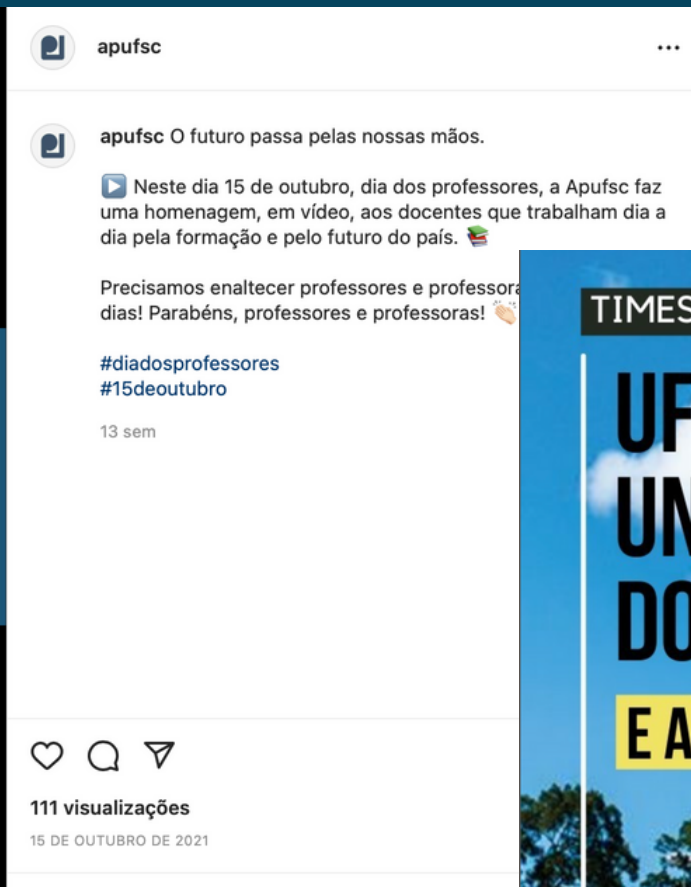 apufsc
apufsc O futuro passa pelas nossas mãos.
Neste dia 15 de outubro, dia dos professores, a Apufsc faz
uma homenagem, em vídeo, aos docentes que trabalham dia a
dia pela formação e pelo futuro do país.
Precisamos enaltecer professores e professora
dias! Parabéns, professores e professoras!
#diadosprofessores
#15deoutubro
13 sem
111 visualizações
15 DE OUTUBRO DE 2021
TIMES
UF
UN
DO
E A